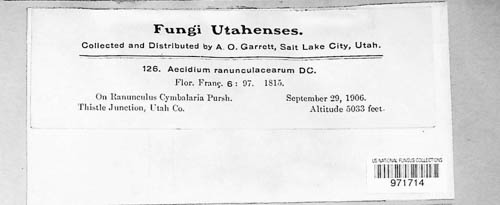 Fungi Utahenses.
Collected and Distributed by A. O. Garrett, Salt Lake City, Utah.
126. Aecidium ranunculacearum DC.
Flor. Franç. 6: 97. 1815.
On Ranunculus Cymbalaria Pursh. September 29, 1906.
Thistle Junction, Utah Co. Altitude 5033 feet.
US NATIONAL FUNGUS COLLECTIONS
971714